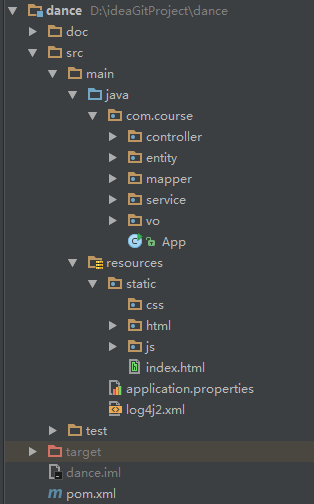 dance D:\ideaGitProject\dance
doc
src
main
java
com.course
controller
entity
mapper
service
vo
App
resources
static
css
html
js
index.html
application.properties
log4j2.xml
test
target
dance.iml
pom.xml